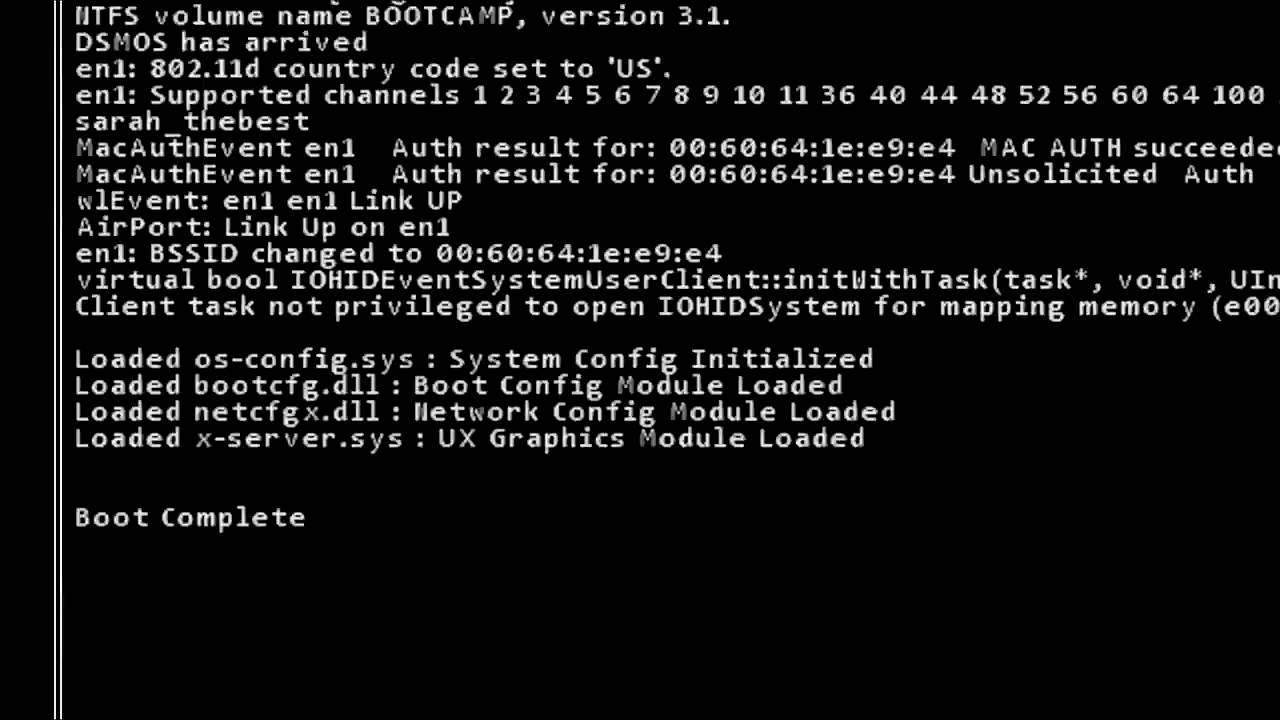 NTFS volume name BOOTCAMP, version 3.1.
DSMOS has arrived
en1: 802.11d country code set to 'US'.
en1: Supported channels 1 2 3 4 5 6 7 8 9 10 11 36 40 44 48 52 56 60 64 100
sarah_thebest
MacAuthEvent en1 Auth result for: 00:60:64:1e:e9:e4 MAC AUTH succeede
MacAuthEvent en1 Auth result for: 00:60:64:1e:e9:e4 Unsolicited Auth
wlEvent: en1 en1 Link UP
AirPort: Link Up on en1
en1: BSSID changed to 00:60:64:1e:e9:e4
virtual bool IOHIDEventSystemUserClient::initWithTask(task*, void*, UIn
Client task not privileged to open IOHIDSystem for mapping memory (e00
Loaded os-config.sys : System Config Initialized
Loaded bootcfg.dll : Boot Config Module Loaded
Loaded netcfgx.dll : Network Config Module Loaded
Loaded x-server.sys : UX Graphics Module Loaded
Boot Complete